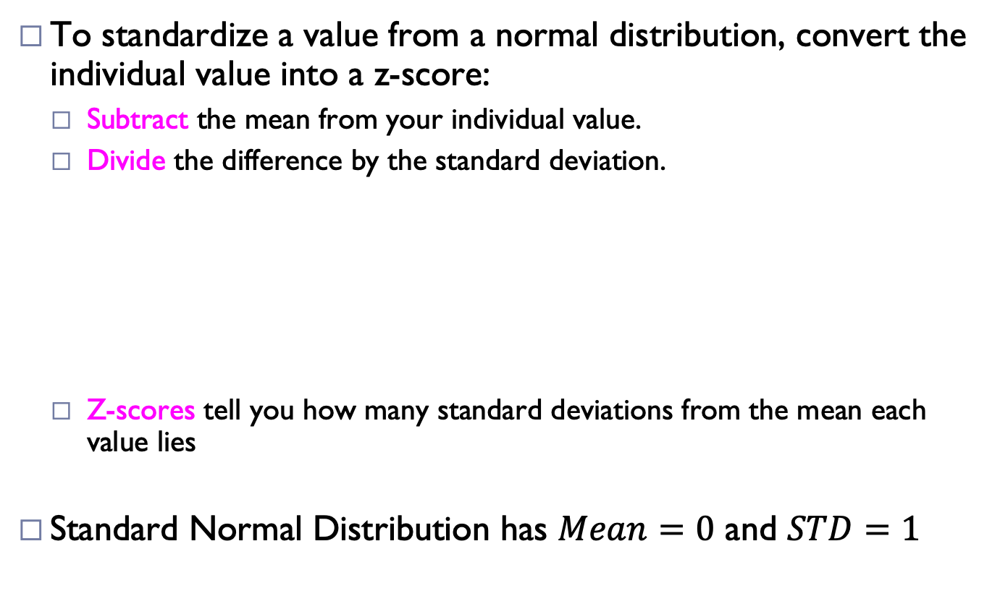 To standardize a value from a normal distribution, convert the
individual value into a z-score:
Subtract the mean from your individual value.
Divide the difference by the standard deviation.
Z-scores tell you how many standard deviations from the mean each
value lies
Standard Normal Distribution has Mean = 0 and STD = 1